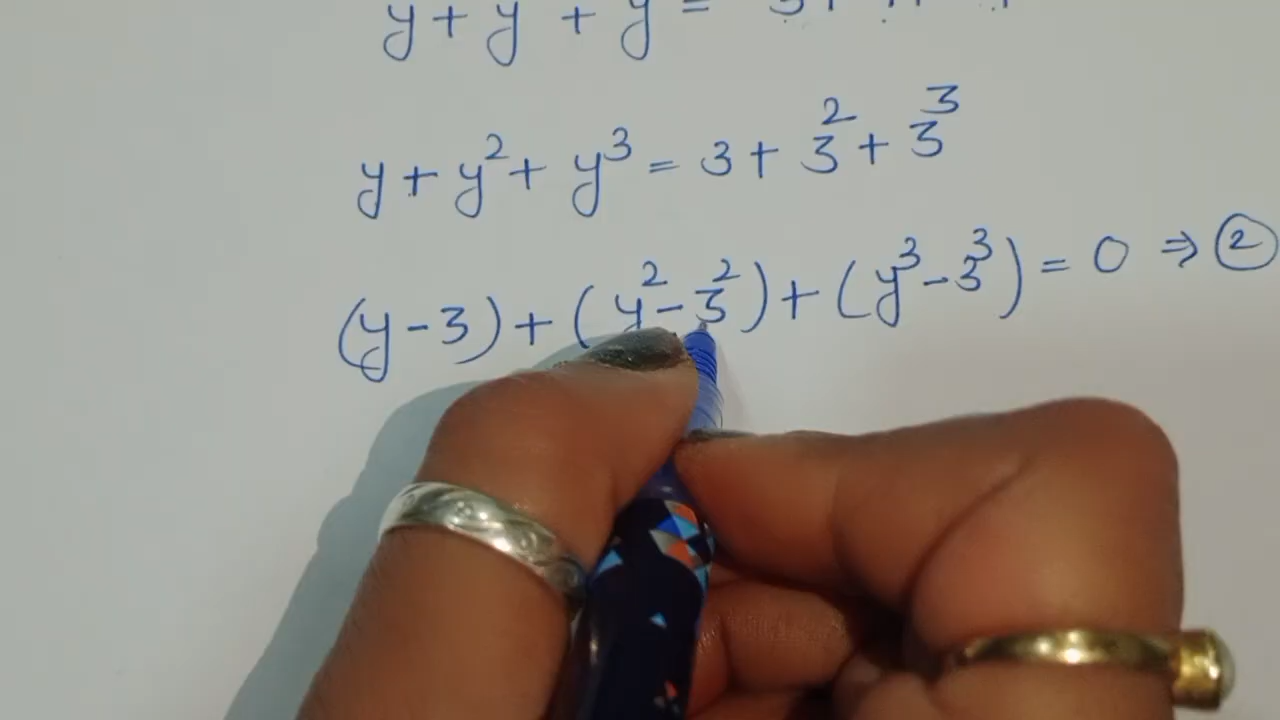 y + y + y =
y + y² + y³ = 3 + 3² + 3³
(y - 3) + (y² - 3²) + (y³ - 3³) = 0 ⇒ ②